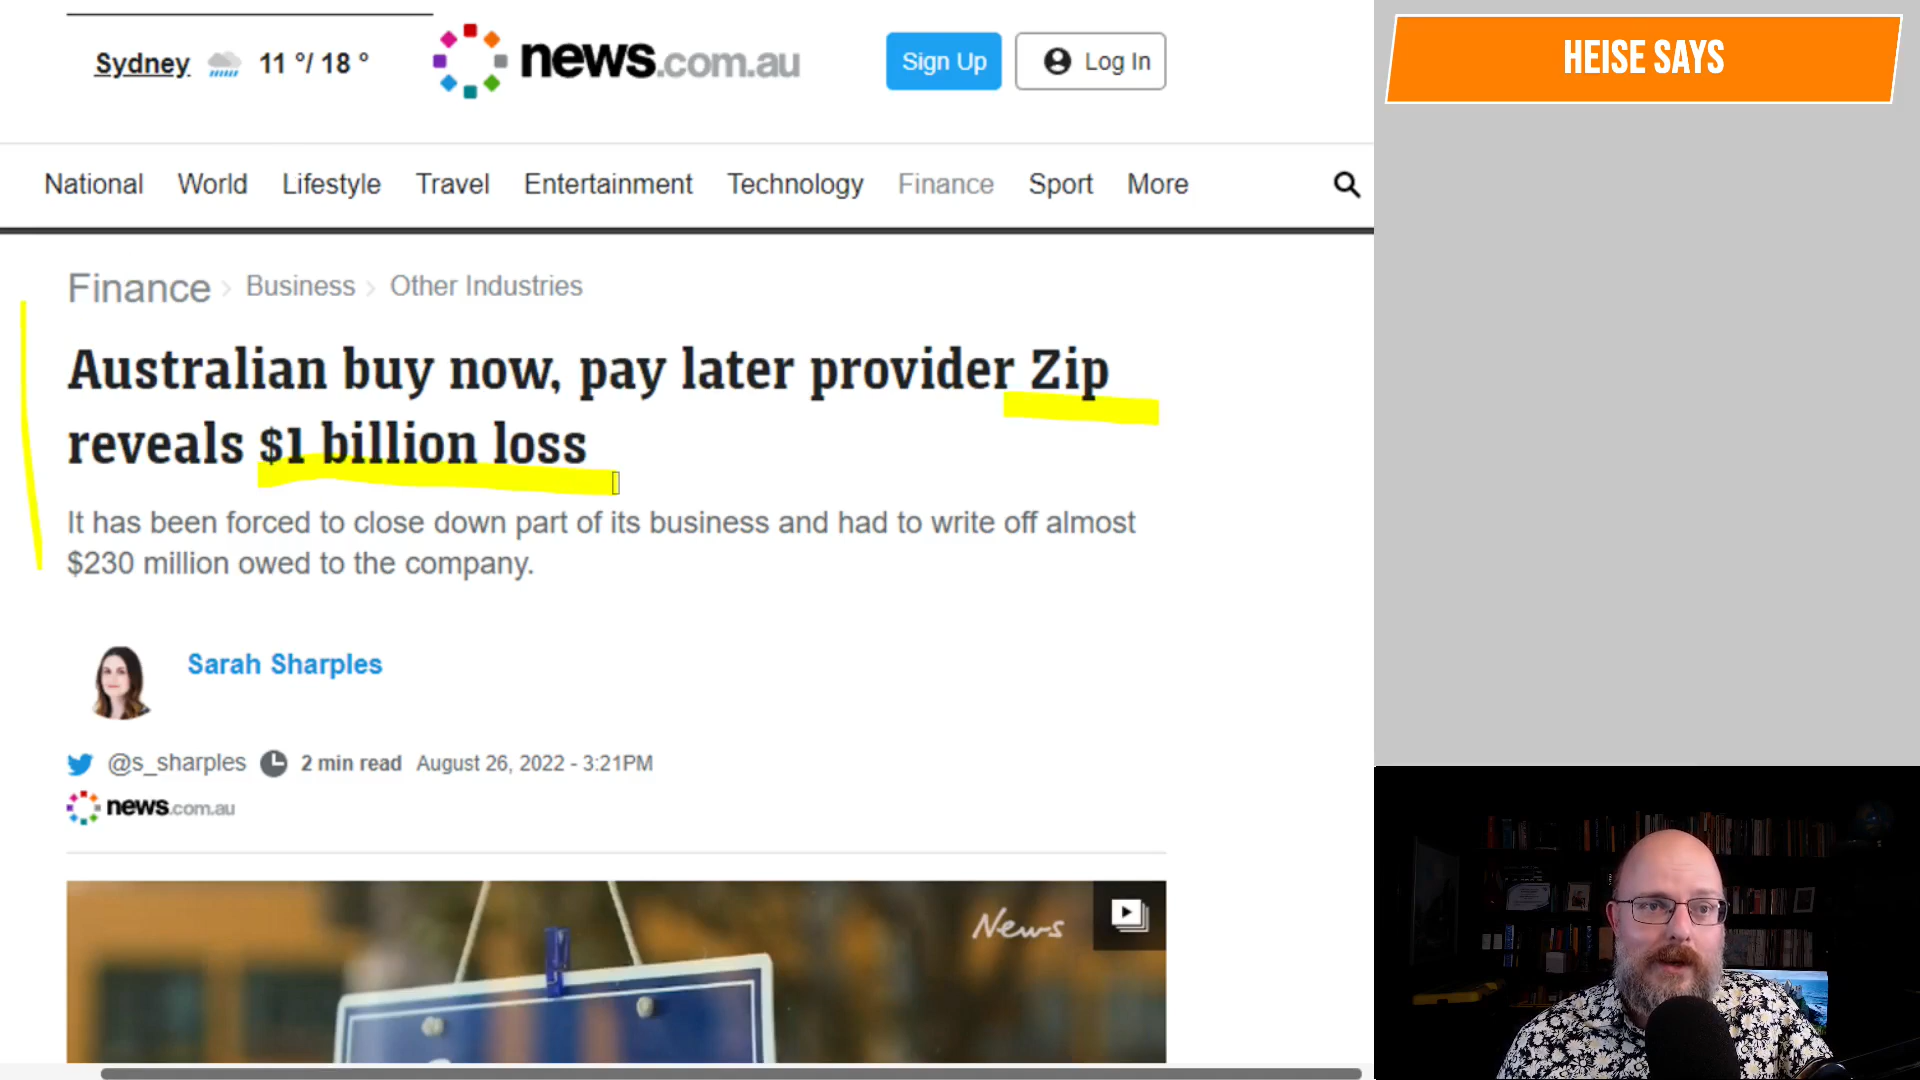 Sydney 11 °/ 18 ° news.com.au Sign Up Log In
HEISE SAYS
National World Lifestyle Travel Entertainment Technology Finance Sport More
Finance Business Other Industries
Australian buy now, pay later provider Zip
reveals $1 billion loss
It has been forced to close down part of its business and had to write off almost
$230 million owed to the company.
Sarah Sharples
@s_sharples 2 min read August 26, 2022 - 3:21PM
news.com.au
News